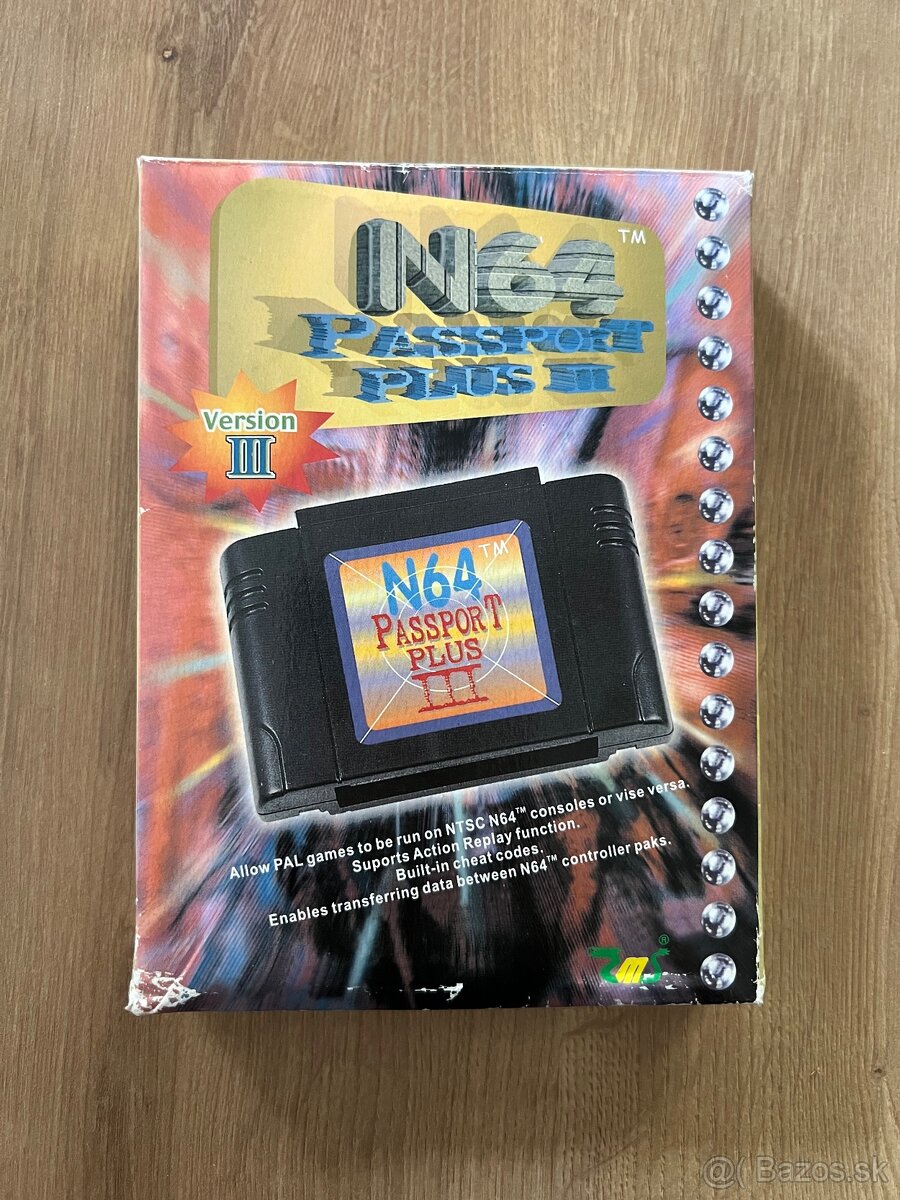 N64™
PASSPORT
PLUS III
Version
III
N64™
PASSPORT
PLUS
III
Allow PAL games to be run on NTSC N64™ consoles or vise versa.
Suports Action Replay function.
Built-in cheat codes.
Enables transferring data between N64™ controller paks.
EMS®
@( Bazos.sk